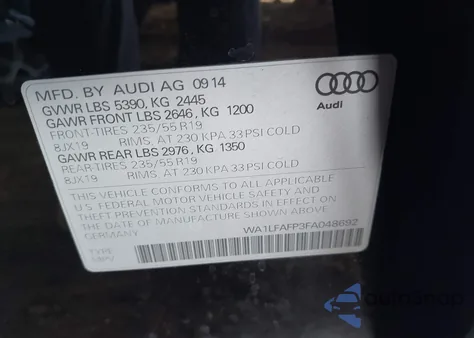 MFD. BY AUDI AG 09 14
GVWR LBS 5390, KG 2445
GAWR FRONT LBS 2646, KG 1200
FRONT-TIRES 235/55 R19
8JX19 RIMS. AT 230 KPA 33 PSI COLD
GAWR REAR LBS 2976, KG 1350
REAR-TIRES 235/55 R19
8JX19 RIMS. AT 230 KPA 33 PSI COLD
THIS VEHICLE CONFORMS TO ALL APPLICABLE
U.S FEDERAL MOTOR VEHICLE SAFETY AND
THEFT PREVENTION STANDARDS IN EFFECT ON
THE DATE OF MANUFACTURE SHOWN ABOVE
GERMANY
WA1LFAFP3FA048692
TYPE:
MPV
Audi
AutoSnap